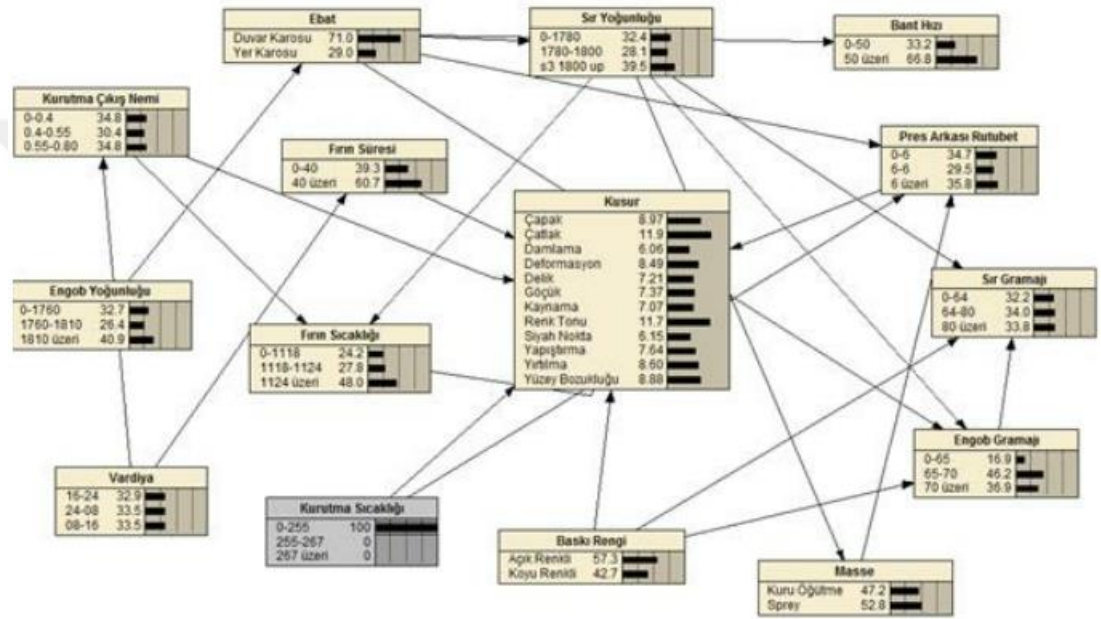 Ebat
Duvar Karosu 71.0
Yer Karosu 29.0
Sır Yoğunluğu
0-1780 32.4
1780-1800 28.1
s3 1800 up 39.5
Bant Hızı
0-50 33.2
50 üzeri 66.8
Kurutma Çıkış Nemi
0-0.4 34.8
0.4-0.55 30.4
0.55-0.80 34.8
Fırın Süresi
0-40 39.3
40 üzeri 60.7
Pres Arkası Rutubet
0-6 34.7
6-6 29.5
6 üzeri 35.8
Kusur
Çapak 8.97
Çatlak 11.9
Damlama 6.06
Deformasyon 8.49
Delik 7.21
Göçük 7.37
Kaynama 7.07
Renk Tonu 11.7
Siyah Nokta 6.15
Yapıştırma 7.64
Yırtılma 8.60
Yüzey Bozukluğu 8.88
Engob Yoğunluğu
0-1760 32.7
1760-1810 26.4
1810 üzeri 40.9
Fırın Sıcaklığı
0-1118 24.2
1118-1124 27.8
1124 üzeri 48.0
Sır Gramajı
0-64 32.2
64-80 34.0
80 üzeri 33.8
Engob Gramajı
0-65 16.9
65-70 46.2
70 üzeri 36.9
Vardiya
16-24 32.9
24-08 33.5
08-16 33.5
Kurutma Sıcaklığı
0-255 100
255-267 0
267 üzeri 0
Baskı Rengi
Açık Renkli 57.3
Koyu Renkli 42.7
Masse
Kuru Öğütme 47.2
Sprey 52.8